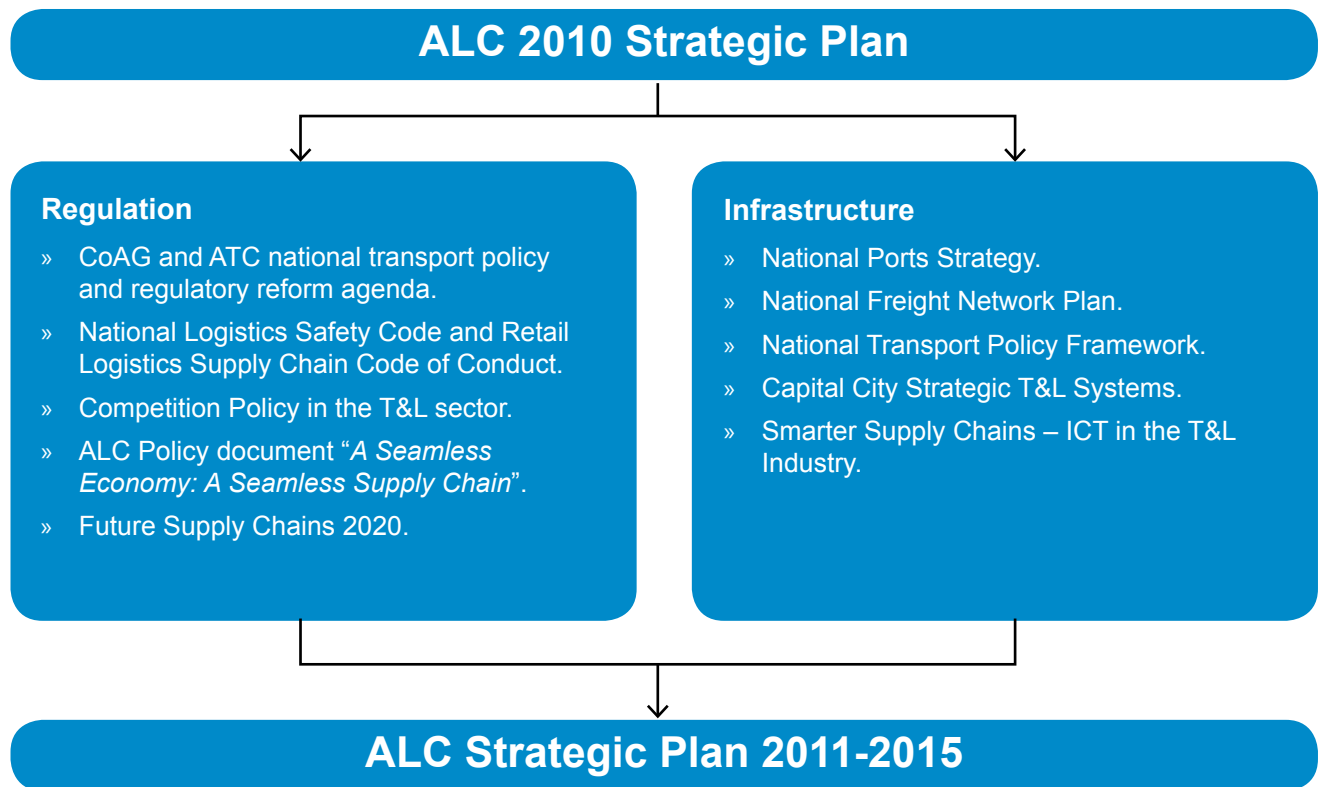 ALC 2010 Strategic Plan
Regulation
» CoAG and ATC national transport policy
and regulatory reform agenda.
» National Logistics Safety Code and Retail
Logistics Supply Chain Code of Conduct.
» Competition Policy in the T&L sector.
» ALC Policy document “A Seamless
Economy: A Seamless Supply Chain”.
» Future Supply Chains 2020.
Infrastructure
» National Ports Strategy.
» National Freight Network Plan.
» National Transport Policy Framework.
» Capital City Strategic T&L Systems.
» Smarter Supply Chains – ICT in the T&L
Industry.
ALC Strategic Plan 2011-2015